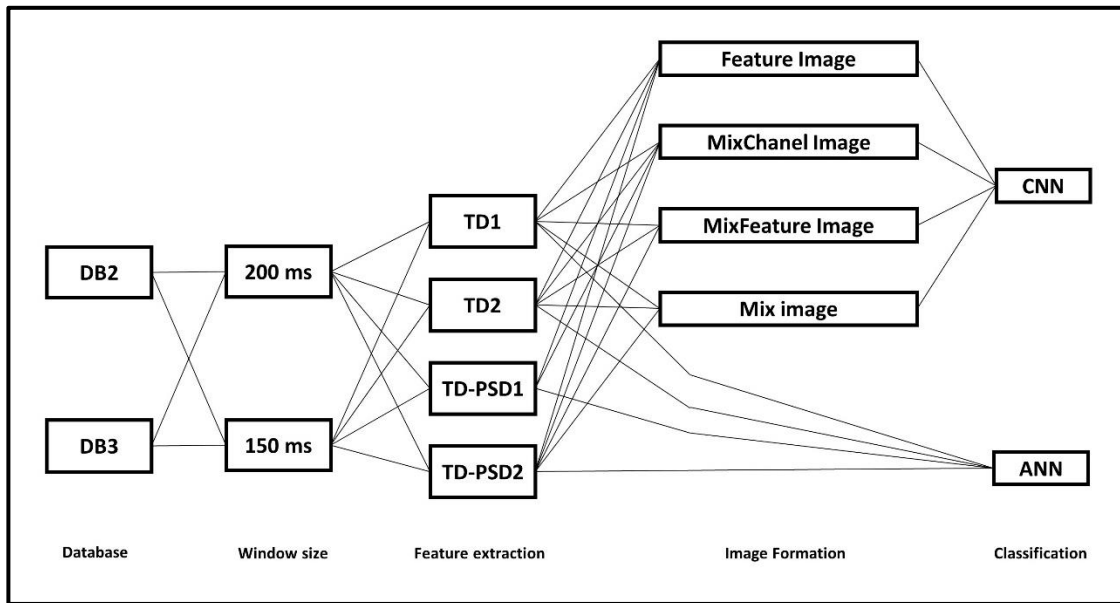 Feature Image
MixChanel Image
MixFeature Image
Mix image
CNN
TD1
TD2
TD-PSD1
TD-PSD2
DB2
200 ms
DB3
150 ms
ANN
Database
Window size
Feature extraction
Image Formation
Classification